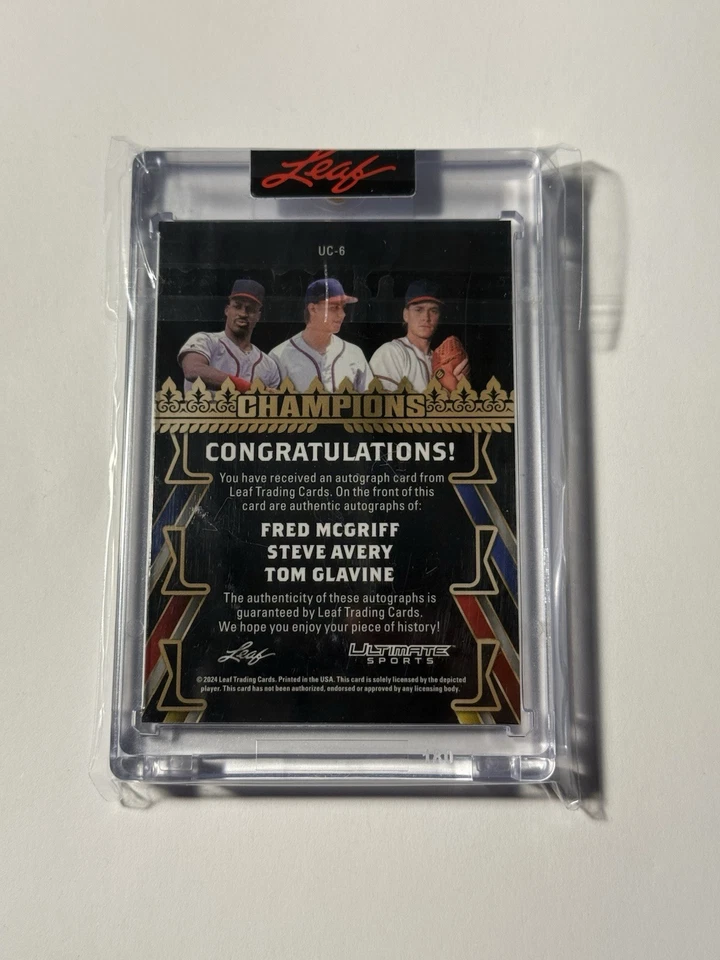 Leaf
UC-6
CHAMPIONS
CONGRATULATIONS!
You have received an autograph card from
Leaf Trading Cards. On the front of this
card are authentic autographs of:
FRED MCGRIFF
STEVE AVERY
TOM GLAVINE
The authenticity of these autographs is
guaranteed by Leaf Trading Cards.
We hope you enjoy your piece of history!
Leaf
ULTIMATE
SPORTS
© 2024 Leaf Trading Cards. Printed in the USA. This card is solely licensed by the depicted
player. This card has not been authorized, endorsed or approved by any licensing body.